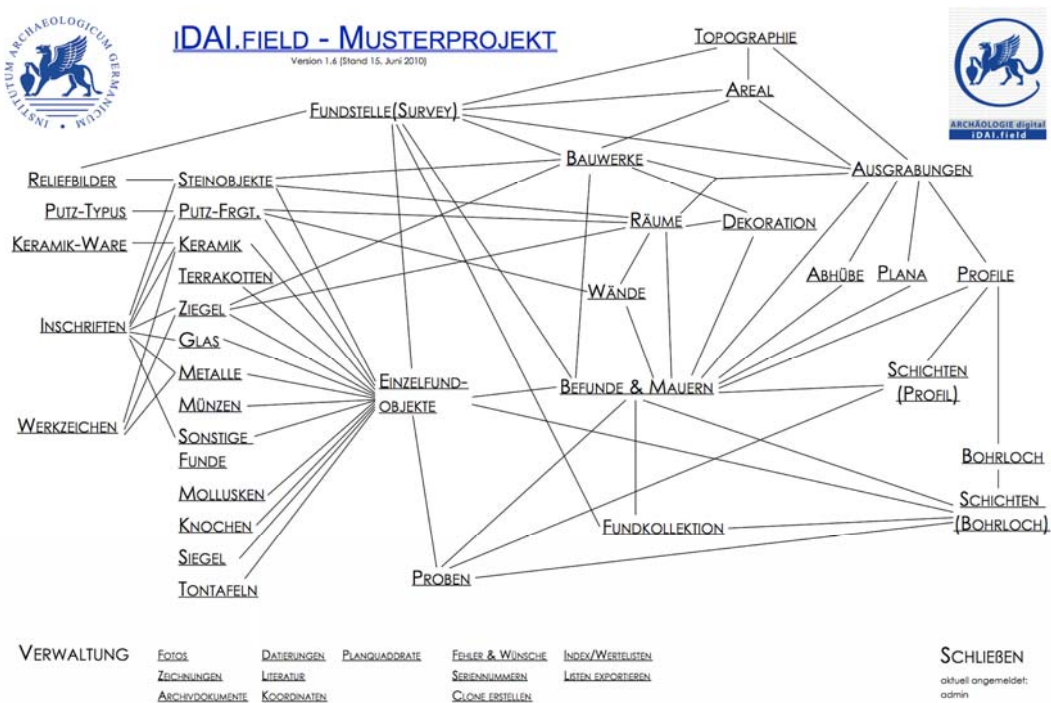 INSTITUTUM ARCHAEOLOGICUM GERMANICUM
iDAI.FIELD - MUSTERPROJEKT
Version 1.6 (Stand 15. Juni 2010)
ARCHÄOLOGIE digital
iDAI.field
TOPOGRAPHIE
AREAL
FUNDSTELLE(SURVEY)
BAUWERKE
AUSGRABUNGEN
RELIEFBILDER
STEINOBJEKTE
PUTZ-TYPUS
PUTZ-FRGT.
RÄUME
DEKORATION
KERAMIK-WARE
KERAMIK
TERRAKOTTEN
ABHÜBE
PLANA
PROFILE
WÄNDE
ZIEGEL
INSCHRIFTEN
GLAS
METALLE
EINZELFUND-
OBJEKTE
BEFUNDE & MAUERN
SCHICHTEN
(PROFIL)
MÜNZEN
WERKZEICHEN
SONSTIGE
FUNDE
BOHRLOCH
MOLLUSKEN
SCHICHTEN
(BOHRLOCH)
KNOCHEN
FUNDKOLLEKTION
SIEGEL
PROBEN
TONTAFELN
VERWALTUNG
FOTOS
ZEICHNUNGEN
ARCHIVDOKUMENTE
DATIERUNGEN
LITERATUR
KOORDINATEN
PLANQUADDRATE
FEHLER & WÜNSCHE
SERIENNUMMERN
CLONE ERSTELLEN
INDEX/WERTELISTEN
LISTEN EXPORTIEREN
SCHLIEßEN
aktuell angemeldet:
admin